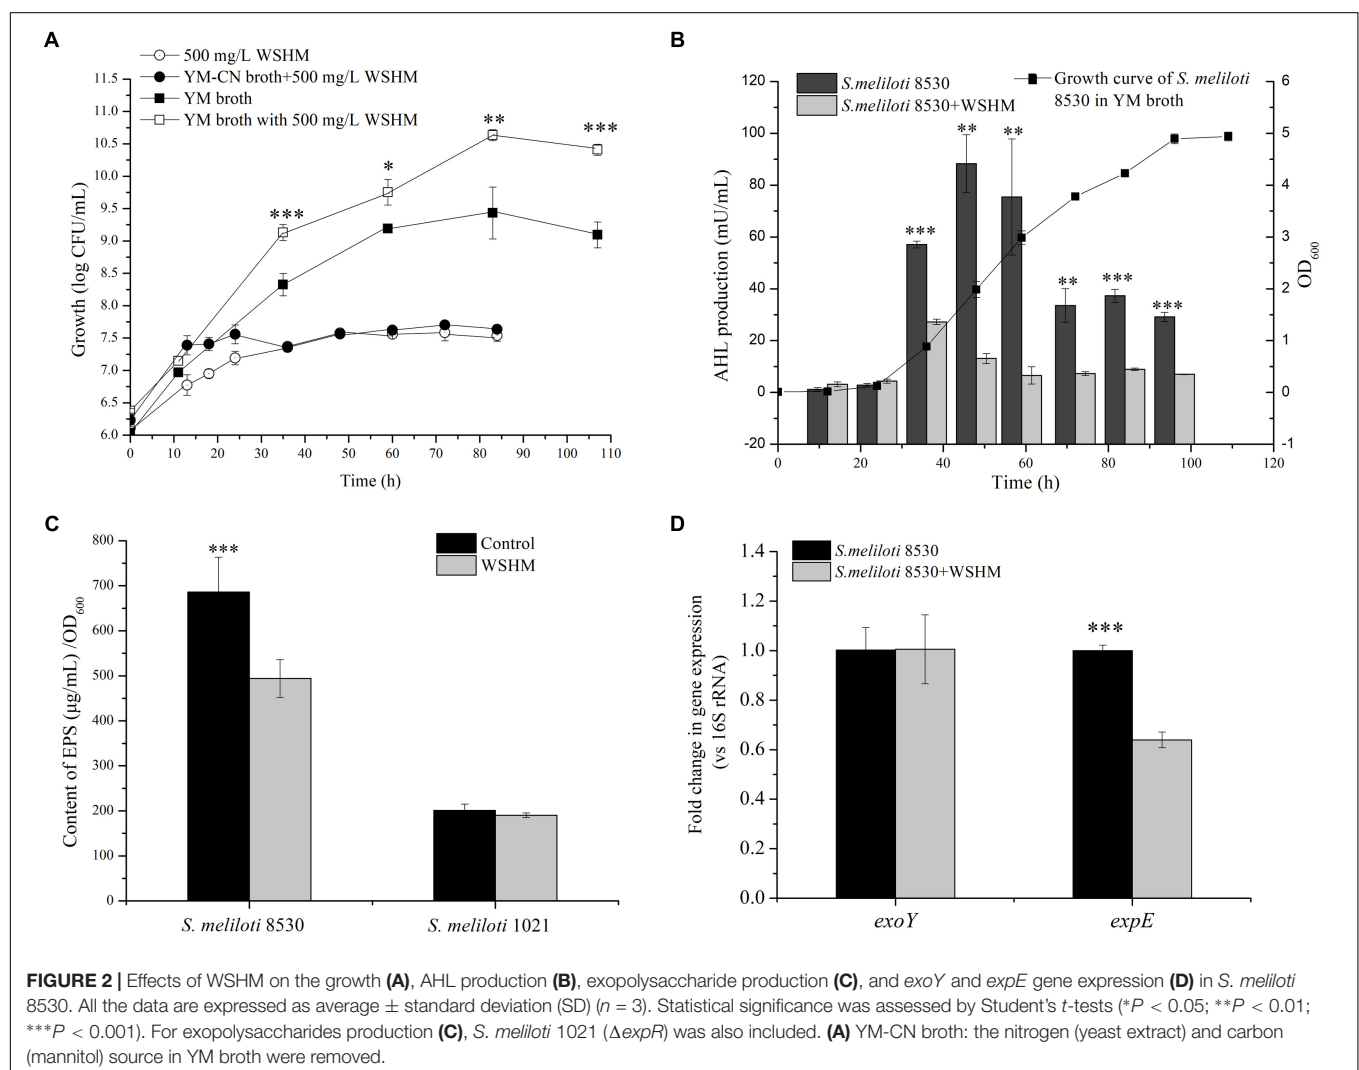 A
500 mg/L WSHM
YM-CN broth+500 mg/L WSHM
YM broth
YM broth with 500 mg/L WSHM
11.5
11.0
10.5
10.0
9.5
9.0
8.5
8.0
7.5
7.0
6.5
6.0
Growth (log CFU/mL)
***
*
**
***
0 10 20 30 40 50 60 70 80 90 100 110
Time (h)
B
S.meliloti 8530
S.meliloti 8530+WSHM
Growth curve of S. meliloti
8530 in YM broth
120
100
80
60
40
20
0
-20
AHL production (mU/mL)
***
**
**
**
***
***
6
5
4
3
2
1
0
-1
OD600
0 20 40 60 80 100 120
Time (h)
C
Control
WSHM
800
700
600
500
400
300
200
100
0
Content of EPS (µg/mL) /OD600
***
S. meliloti 8530 S. meliloti 1021
D
S.meliloti 8530
S.meliloti 8530+WSHM
1.4
1.2
1.0
0.8
0.6
0.4
0.2
0.0
Fold change in gene expression
(vs 16S rRNA)
***
exoY expE
FIGURE 2 | Effects of WSHM on the growth (A), AHL production (B), exopolysaccharide production (C), and exoY and expE gene expression (D) in S. meliloti
8530. All the data are expressed as average ± standard deviation (SD) (n = 3). Statistical significance was assessed by Student's t-tests (*P < 0.05; **P < 0.01;
***P < 0.001). For exopolysaccharides production (C), S. meliloti 1021 (ΔexpR) was also included. (A) YM-CN broth: the nitrogen (yeast extract) and carbon
(mannitol) source in YM broth were removed.